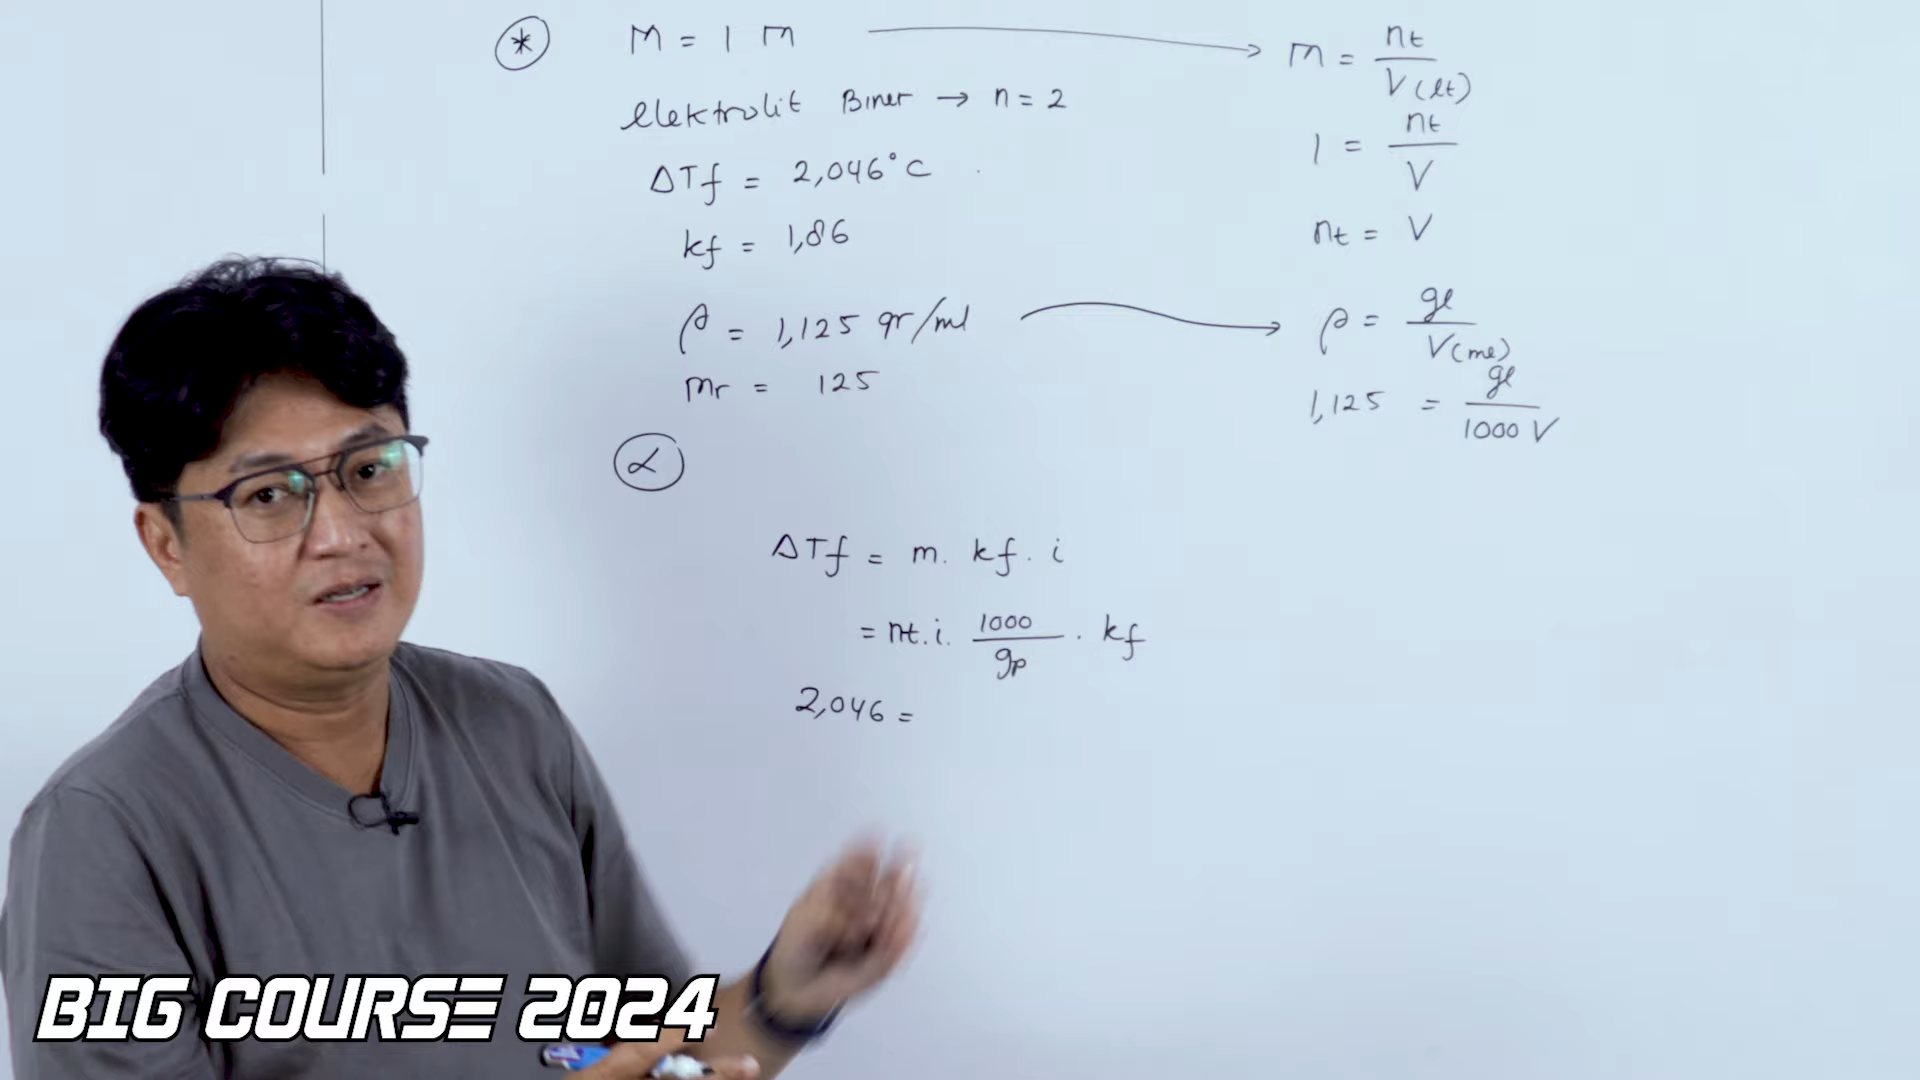 * M = 1 M
elektrolit Biner → n = 2
ΔTf = 2,046°C
kf = 1,86
ρ = 1,125 gr/ml
Mr = 125
α
ΔTf = m. kf. i
= nt. i. 1000/gp . kf
2,046 =
M = nt/V(lt)
1 = nt/V
nt = V
ρ = gl/V(ml)
1,125 = gl/1000 V
BIG COURSE 2024